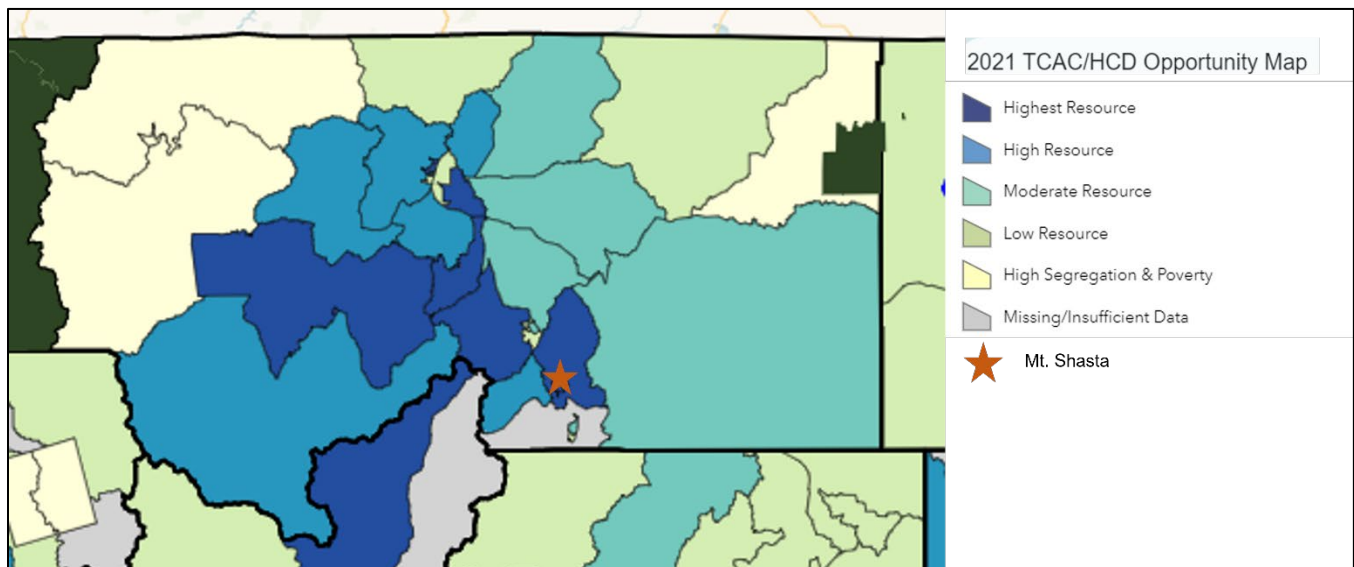 2021 TCAC/HCD Opportunity Map
Highest Resource
High Resource
Moderate Resource
Low Resource
High Segregation & Poverty
Missing/Insufficient Data
Mt. Shasta